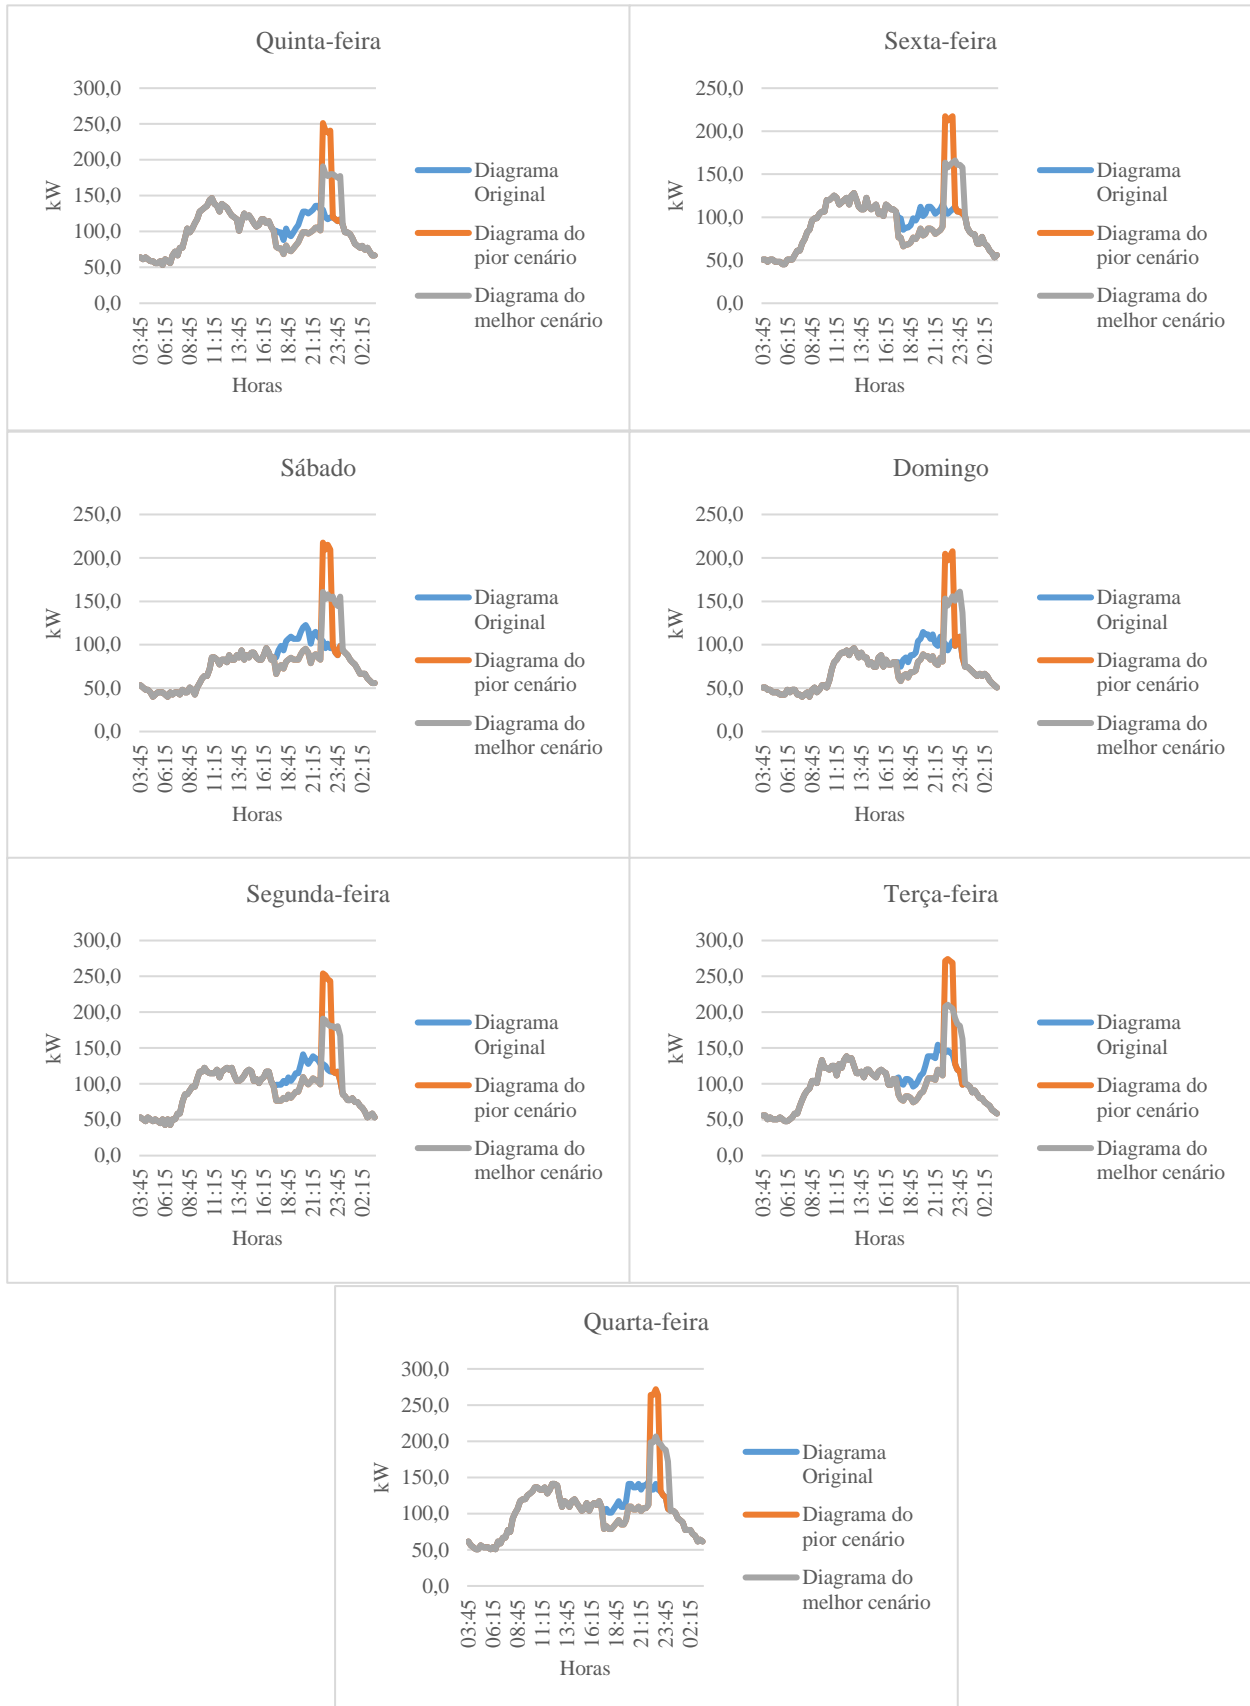 Quinta-feira
300,0
250,0
200,0
150,0
100,0
50,0
0,0
kW
03:45
06:15
08:45
11:15
13:45
16:15
18:45
21:15
23:45
02:15
Horas
Diagrama
Original
Diagrama do
pior cenário
Diagrama do
melhor cenário
Sexta-feira
250,0
200,0
150,0
100,0
50,0
0,0
kW
03:45
06:15
08:45
11:15
13:45
16:15
18:45
21:15
23:45
02:15
Horas
Diagrama
Original
Diagrama do
pior cenário
Diagrama do
melhor cenário
Sábado
250,0
200,0
150,0
100,0
50,0
0,0
kW
03:45
06:15
08:45
11:15
13:45
16:15
18:45
21:15
23:45
02:15
Horas
Diagrama
Original
Diagrama do
pior cenário
Diagrama do
melhor cenário
Domingo
250,0
200,0
150,0
100,0
50,0
0,0
kW
03:45
06:15
08:45
11:15
13:45
16:15
18:45
21:15
23:45
02:15
Horas
Diagrama
Original
Diagrama do
pior cenário
Diagrama do
melhor cenário
Segunda-feira
300,0
250,0
200,0
150,0
100,0
50,0
0,0
kW
03:45
06:15
08:45
11:15
13:45
16:15
18:45
21:15
23:45
02:15
Horas
Diagrama
Original
Diagrama do
pior cenário
Diagrama do
melhor cenário
Terça-feira
300,0
250,0
200,0
150,0
100,0
50,0
0,0
kW
03:45
06:15
08:45
11:15
13:45
16:15
18:45
21:15
23:45
02:15
Horas
Diagrama
Original
Diagrama do
pior cenário
Diagrama do
melhor cenário
Quarta-feira
300,0
250,0
200,0
150,0
100,0
50,0
0,0
kW
03:45
06:15
08:45
11:15
13:45
16:15
18:45
21:15
23:45
02:15
Horas
Diagrama
Original
Diagrama do
pior cenário
Diagrama do
melhor cenário